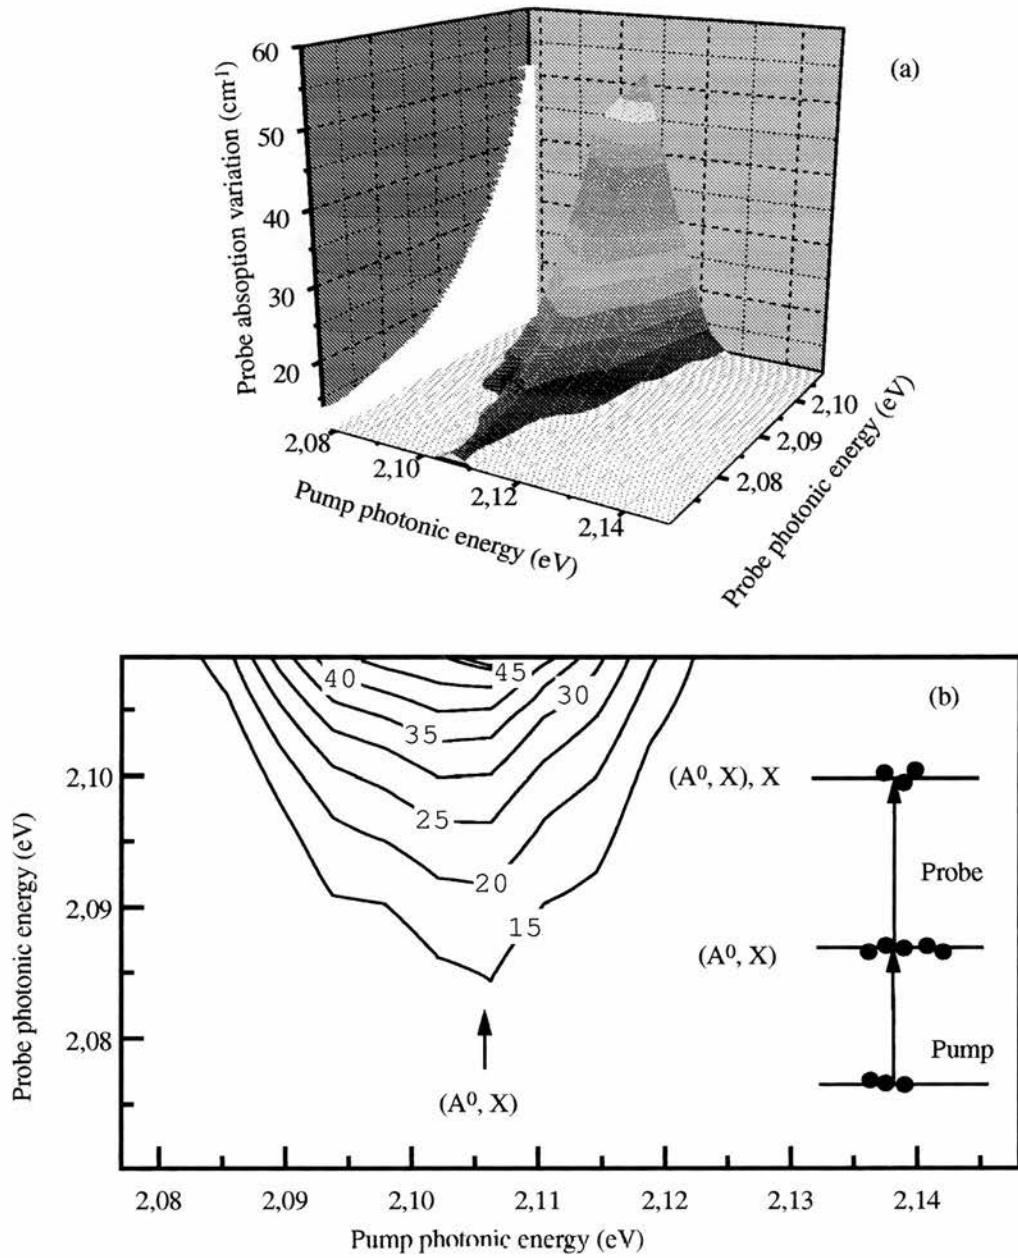 (a)
60
50
40
30
20
Probe absoption variation (cm-1)
2,08
2,10
2,12
2,14
Pump photonic energy (eV)
2,10
2,09
2,08
Probe photonic energy (eV)
(b)
45
40
30
35
25
20
15
(A⁰, X), X
Probe
(A⁰, X)
Pump
(A⁰, X)
2,10
2,09
2,08
Probe photonic energy (eV)
2,08 2,09 2,10 2,11 2,12 2,13 2,14
Pump photonic energy (eV)